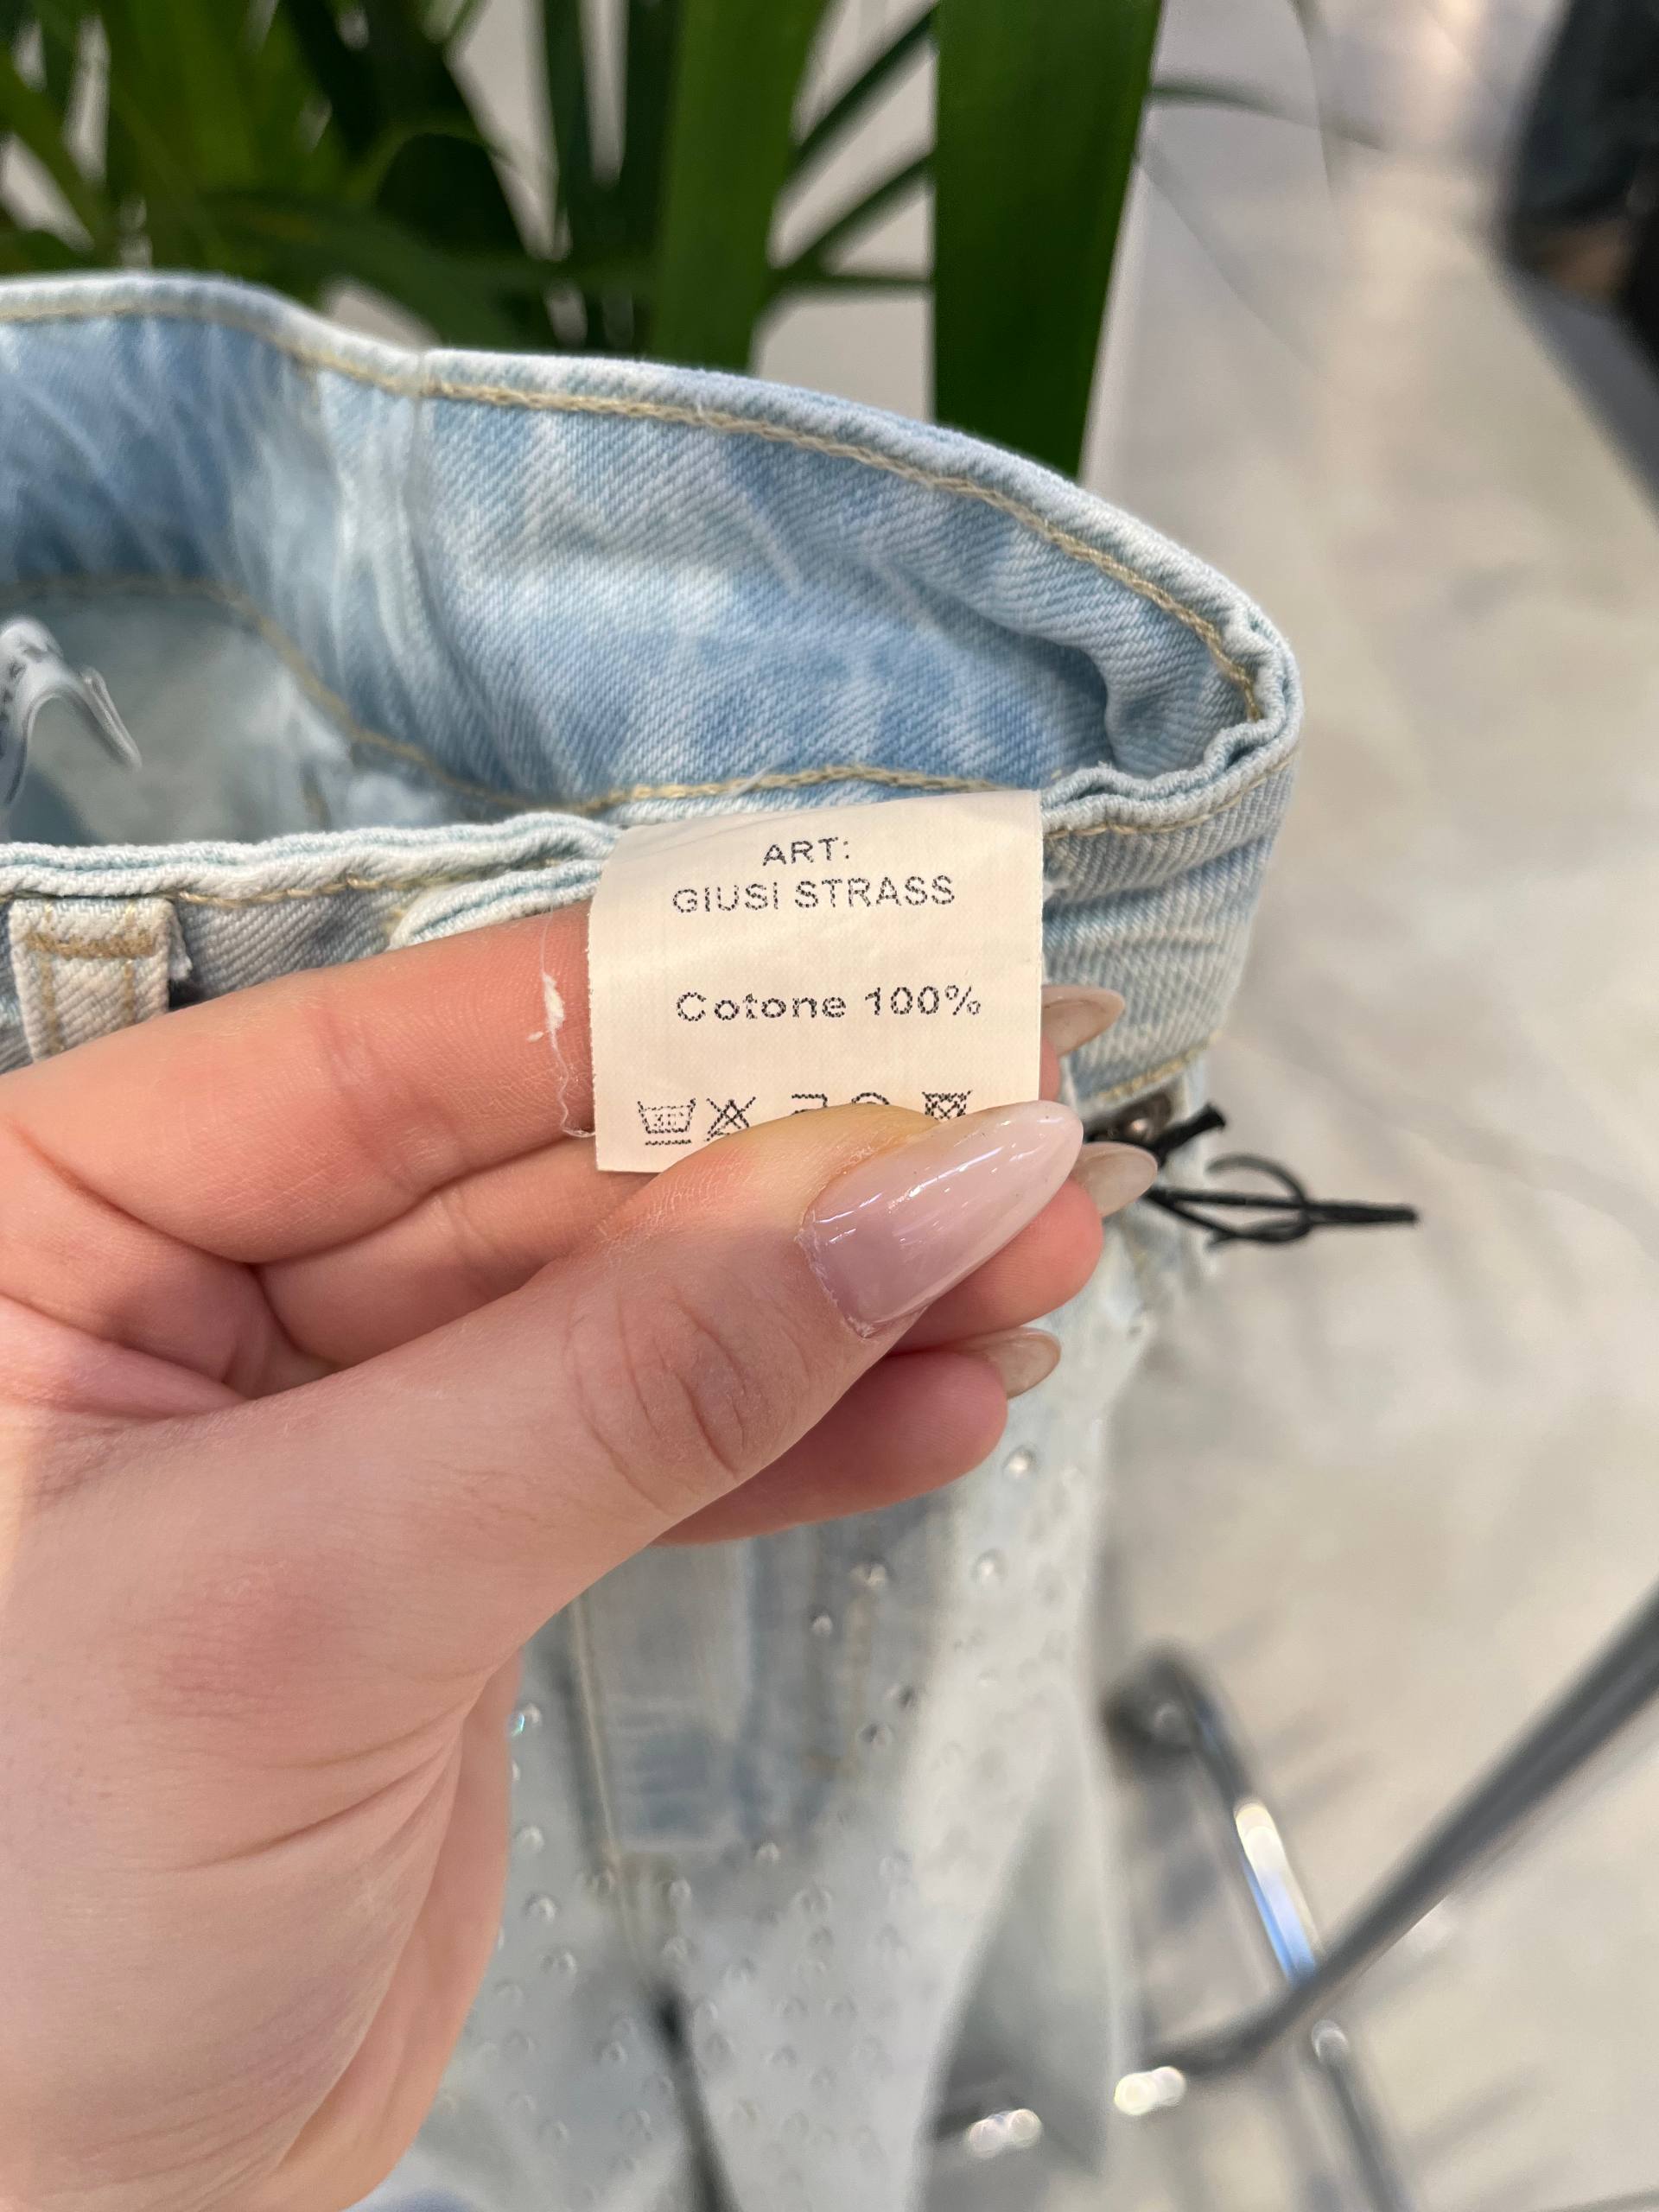 ART:
GIUSI STRASS
Cotone 100%